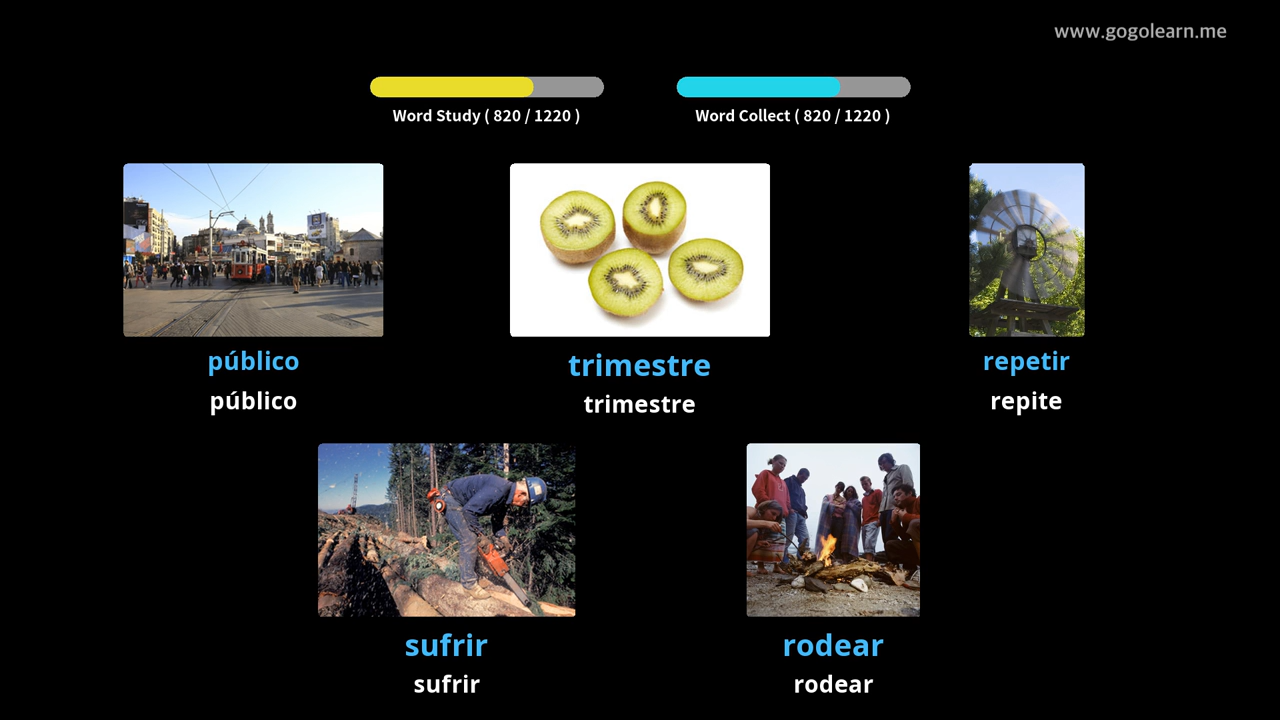 www.gogolearn.me
Word Study ( 820 / 1220 )
Word Collect ( 820 / 1220 )
público
público
trimestre
trimestre
repetir
repite
sufrir
sufrir
rodear
rodear